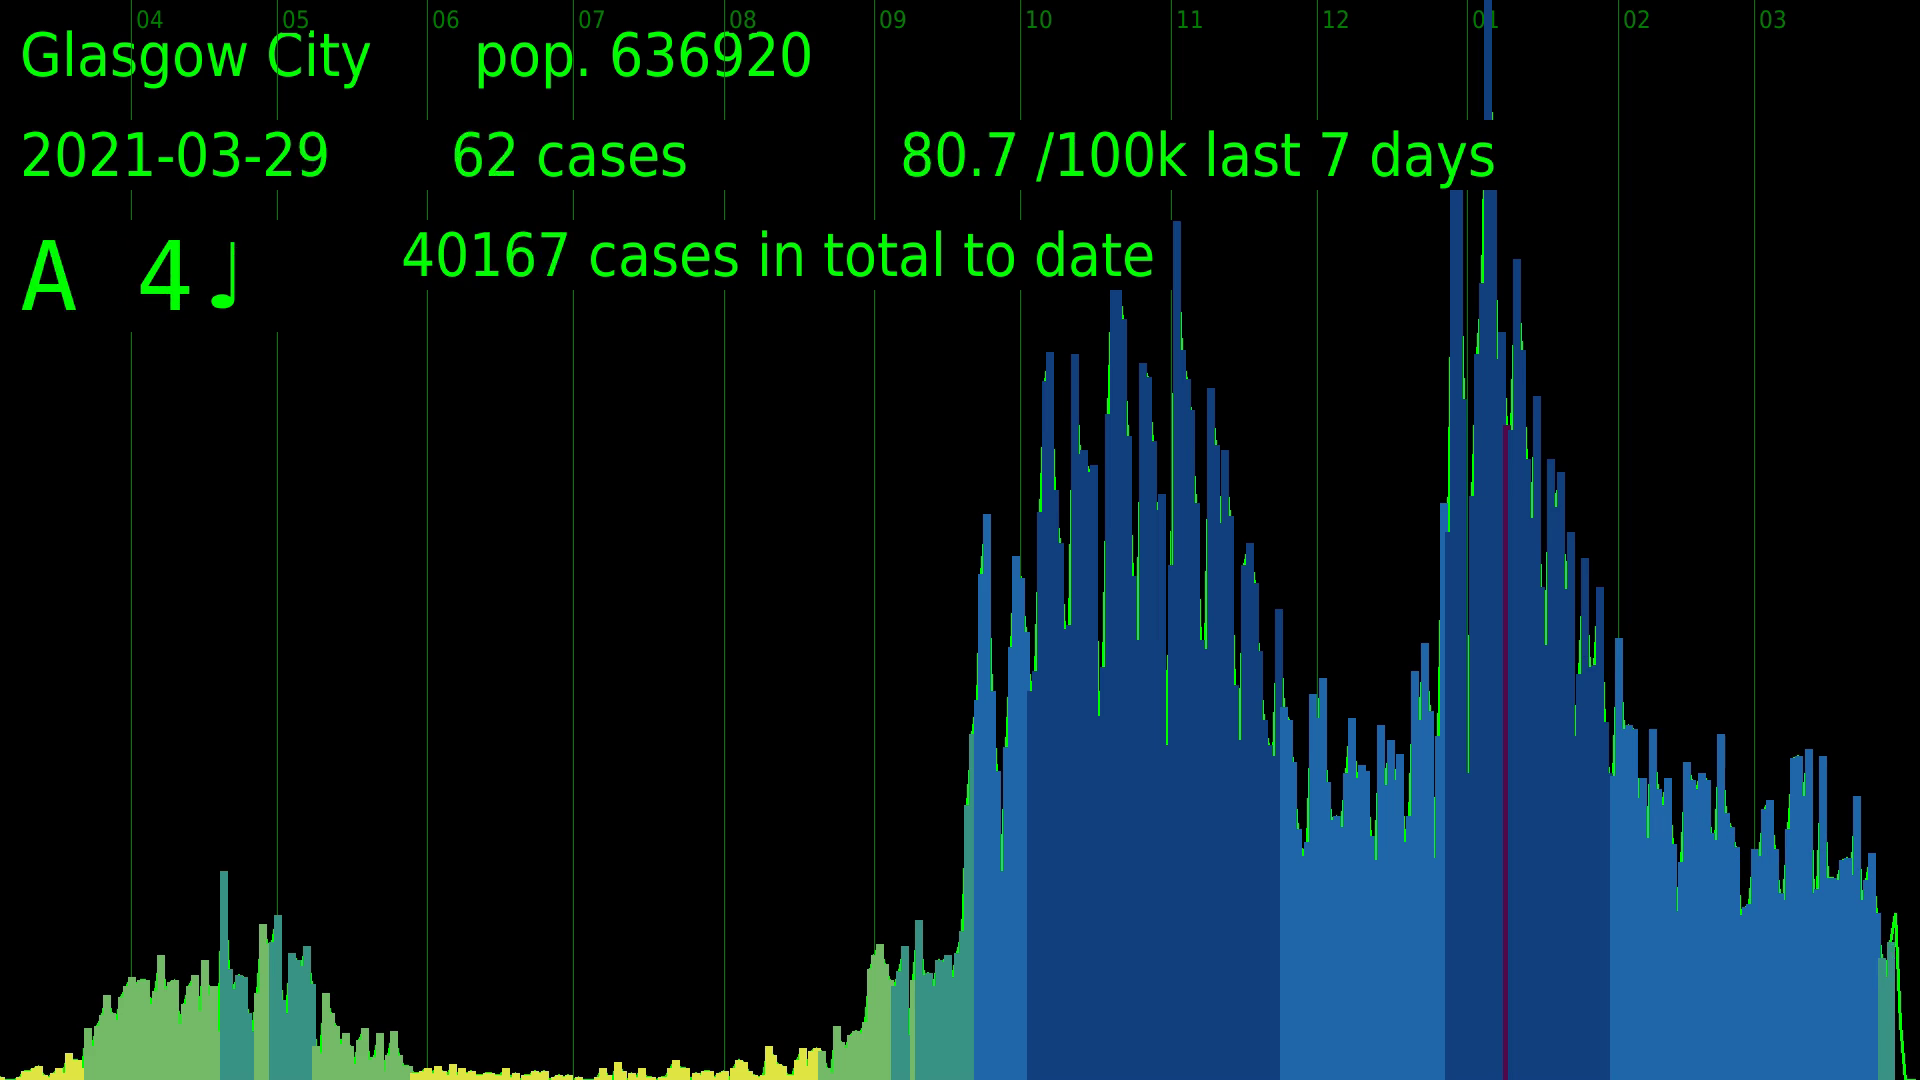 04 05 06 07 08 09 10 11 12 01 02 03
Glasgow City pop. 636920
2021-03-29 62 cases 80.7 /100k last 7 days
A 4♩ 40167 cases in total to date